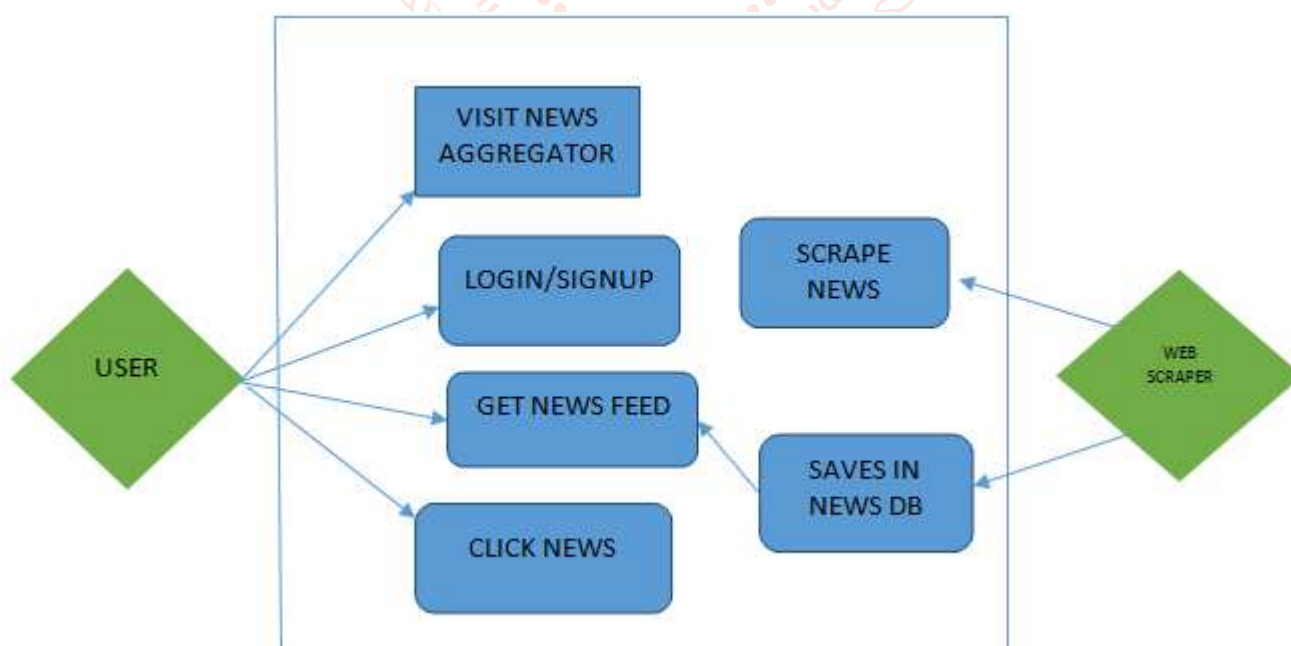 VISIT NEWS
AGGREGATOR
LOGIN/SIGNUP
SCRAPE
NEWS
USER
WEB
SCRAPER
GET NEWS FEED
SAVES IN
NEWS DB
CLICK NEWS